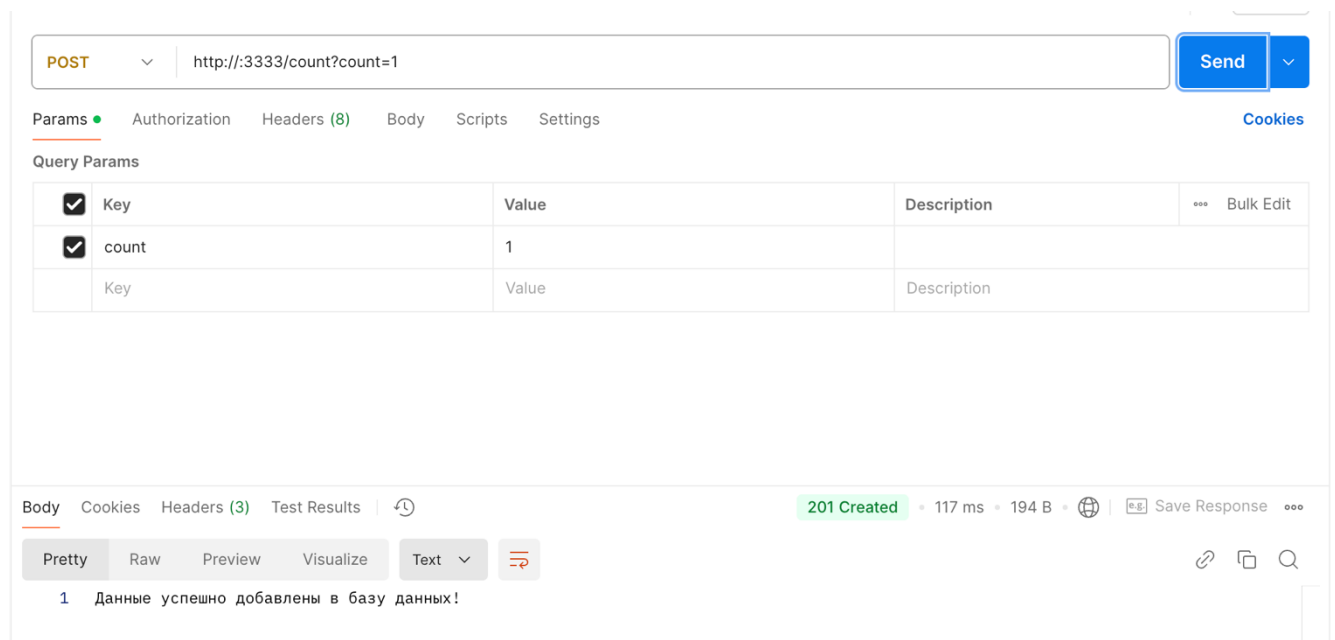 POST http://:3333/count?count=1 Send
Params Authorization Headers (8) Body Scripts Settings Cookies
Query Params
Key Value Description Bulk Edit
count 1
Key Value Description
Body Cookies Headers (3) Test Results 201 Created 117 ms 194 B e.g. Save Response
Pretty Raw Preview Visualize Text
1 Данные успешно добавлены в базу данных!